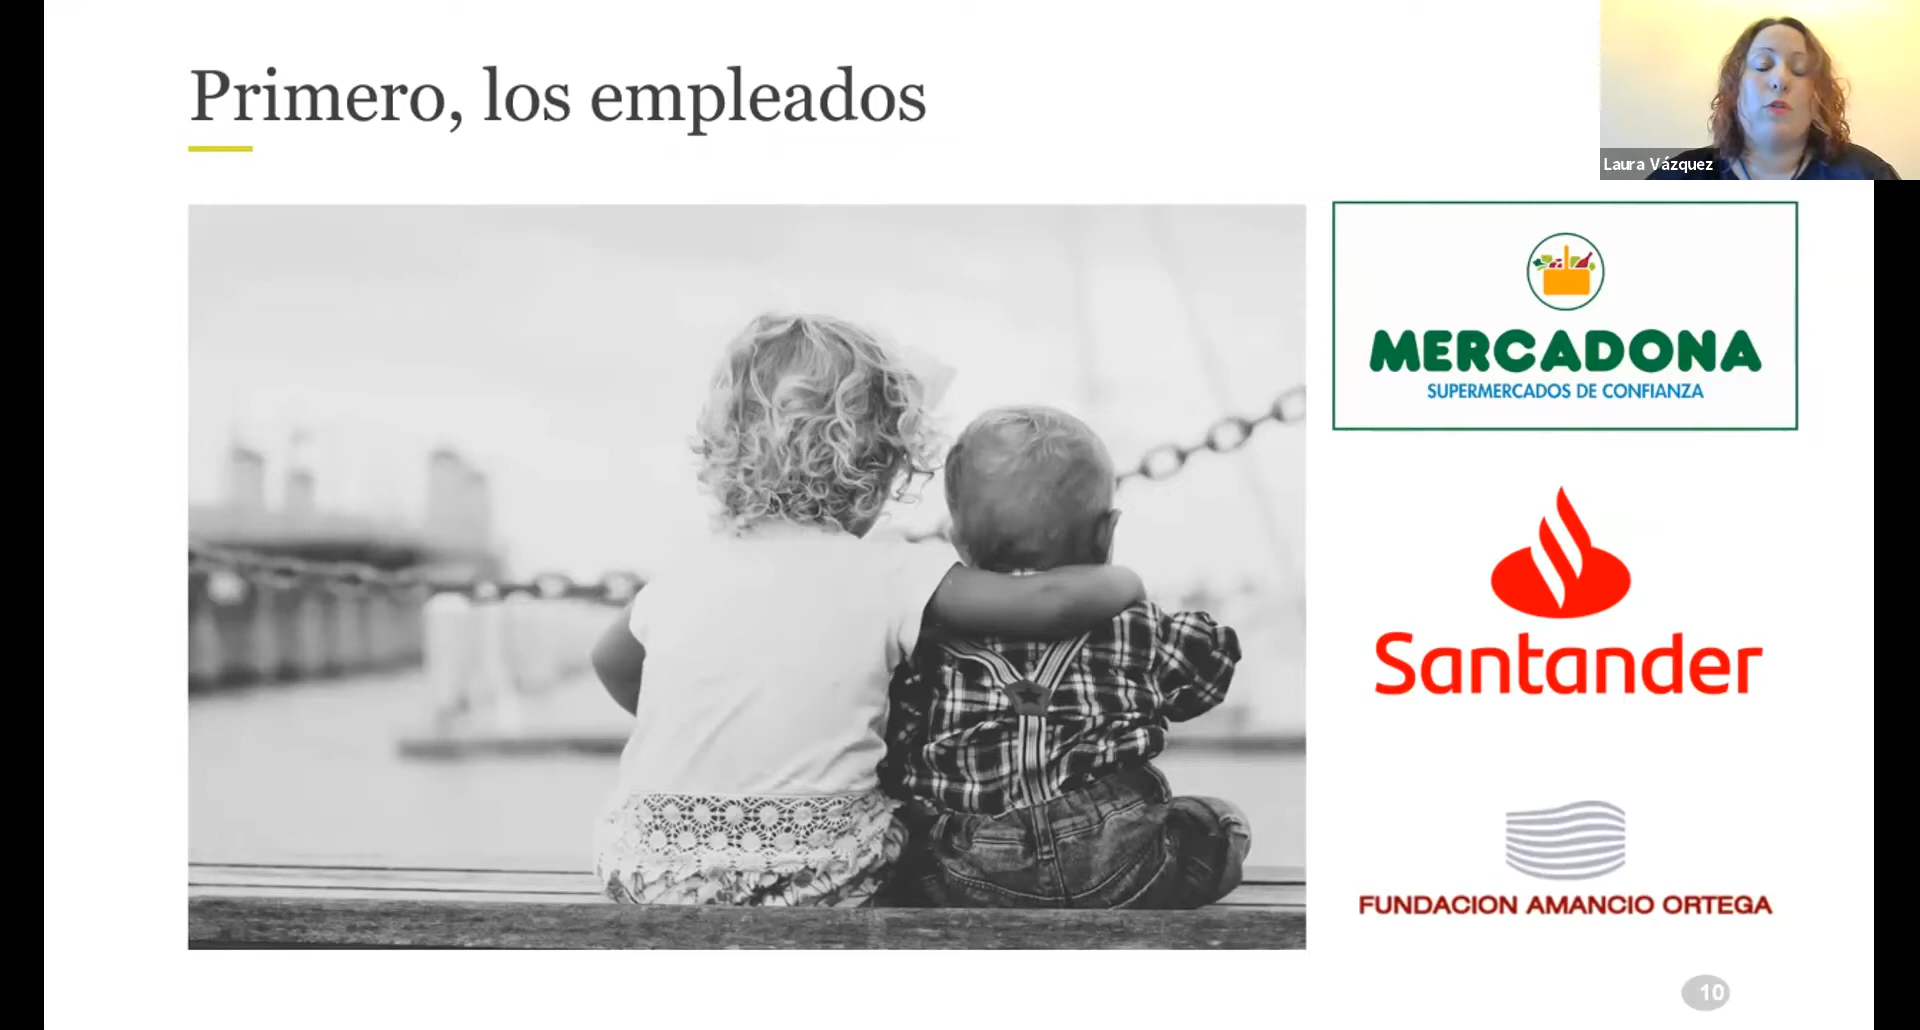 Primero, los empleados
Laura Vázquez
MERCADONA
SUPERMERCADOS DE CONFIANZA
Santander
FUNDACION AMANCIO ORTEGA
10